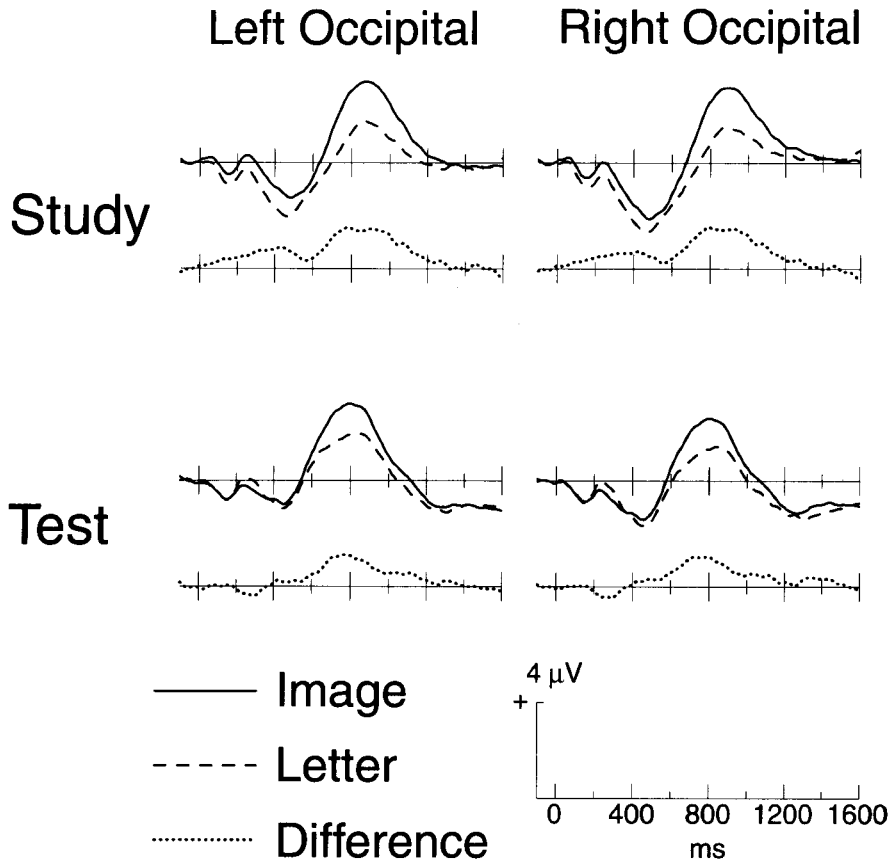 Left Occipital
Right Occipital
Study
Test
Image
Letter
Difference
4 μV
+
0 400 800 1200 1600
ms